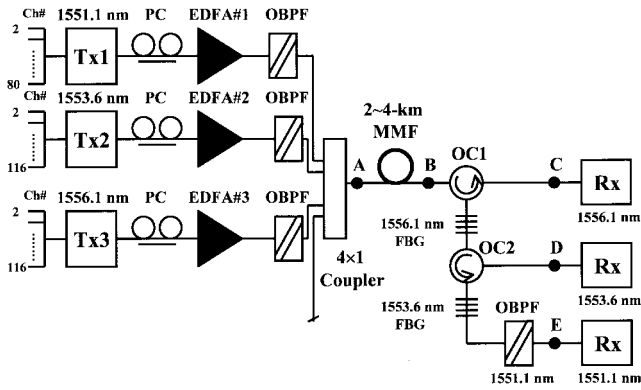 Ch# 1551.1 nm PC EDFA#1 OBPF
2
Tx1
80
Ch# 1553.6 nm PC EDFA#2 OBPF
2
Tx2
116
Ch# 1556.1 nm PC EDFA#3 OBPF
2
Tx3
116
4×1
Coupler
2~4-km
MMF
A B OC1 C
Rx
1556.1 nm
1556.1 nm
FBG
OC2 D
Rx
1553.6 nm
1553.6 nm
FBG
OBPF E
Rx
1551.1 nm 1551.1 nm